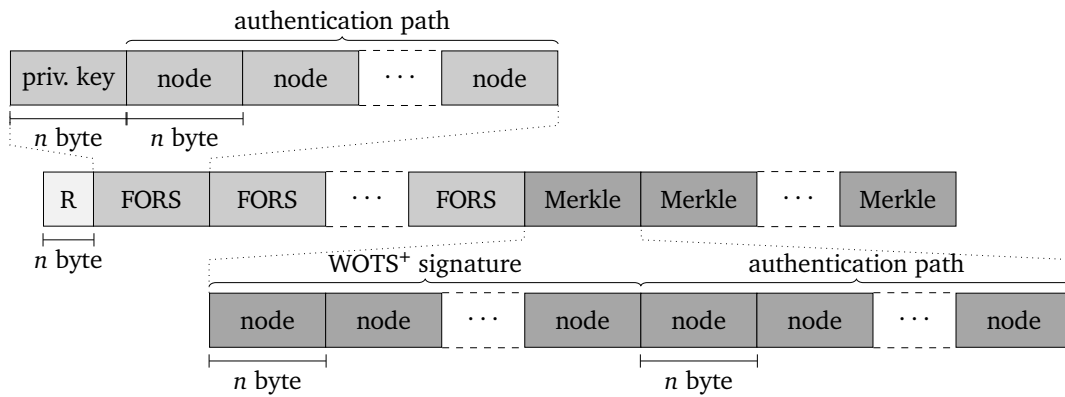 authentication path
priv. key node node ··· node
n byte n byte
R FORS FORS ··· FORS Merkle Merkle ··· Merkle
n byte
WOTS⁺ signature authentication path
node node ··· node node node ··· node
n byte n byte